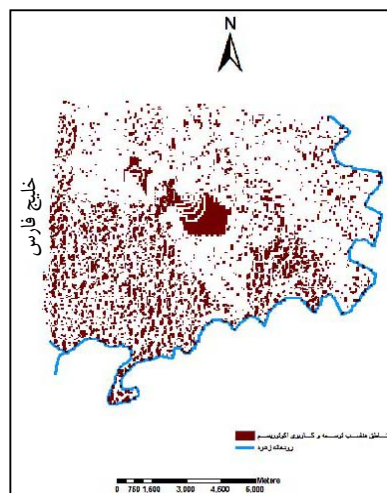 N
خلیج فارس
مناطق مناسب توسعه و کاربری اکوتوریسم
رودخانه زهره
Meters
0 750 1,500 3,000 4,500 6,000